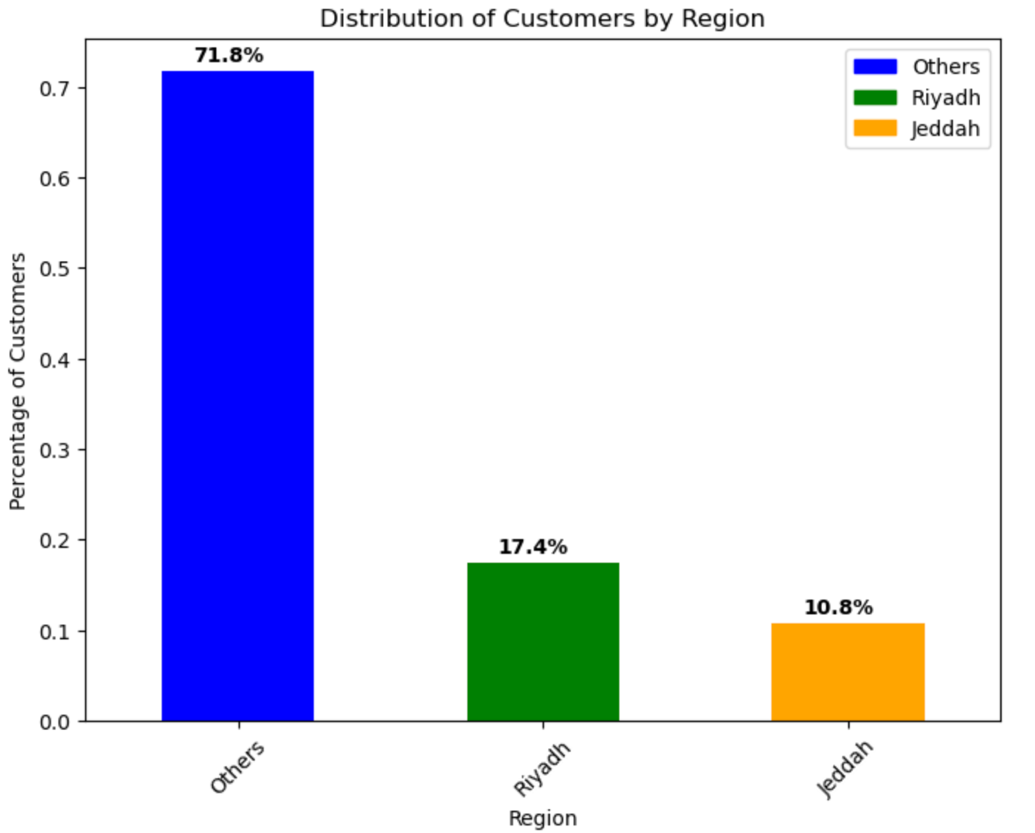 Distribution of Customers by Region
71.8%
17.4%
10.8%
Others
Riyadh
Jeddah
Percentage of Customers
0.7
0.6
0.5
0.4
0.3
0.2
0.1
0.0
Others
Riyadh
Jeddah
Region